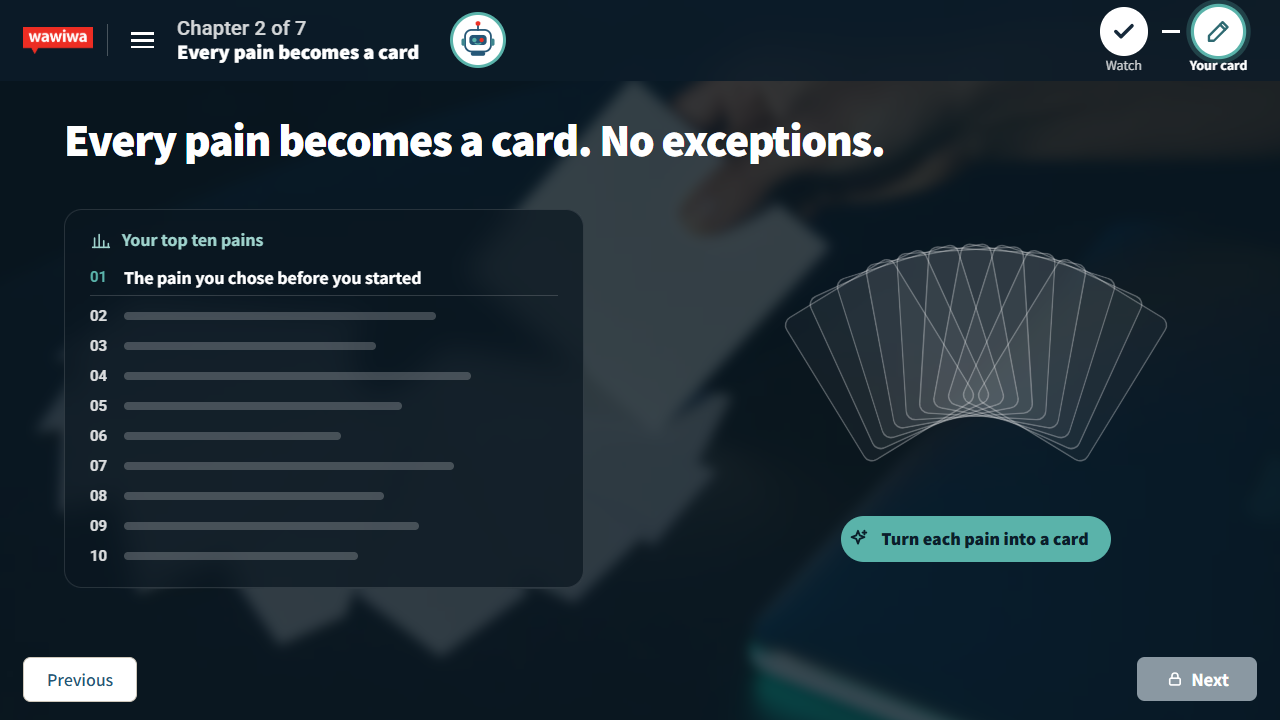 wawiwa
Chapter 2 of 7
Every pain becomes a card
Watch
Your card
Every pain becomes a card. No exceptions.
Your top ten pains
01 The pain you chose before you started
02
03
04
05
06
07
08
09
10
Turn each pain into a card
Previous
Next